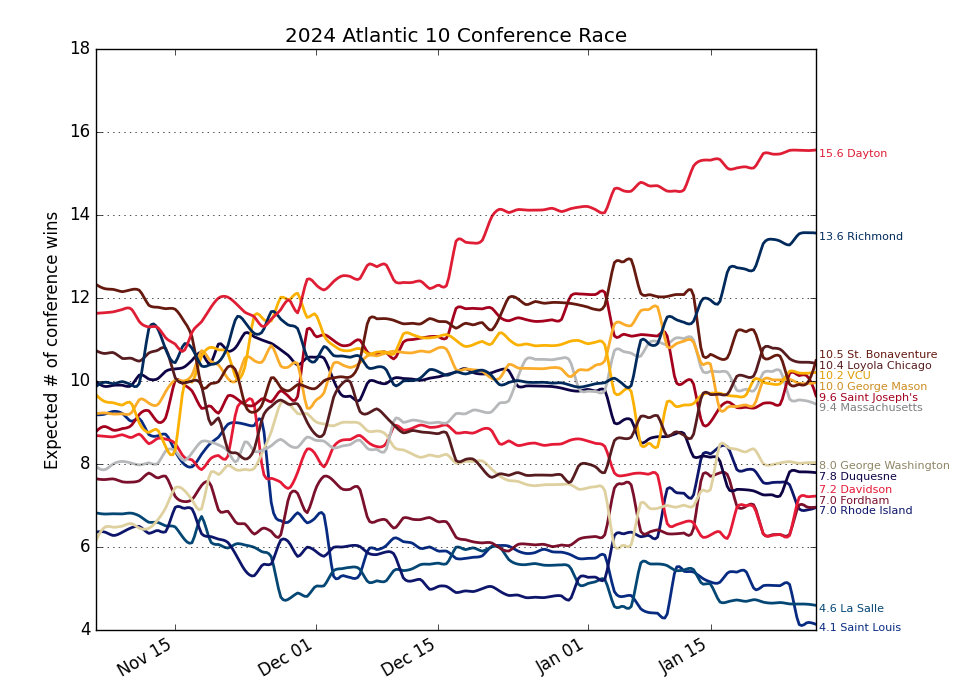 2024 Atlantic 10 Conference Race
Expected # of conference wins
18
16
14
12
10
8
6
4
Nov 15
Dec 01
Dec 15
Jan 01
Jan 15
15.6 Dayton
13.6 Richmond
10.5 St. Bonaventure
10.4 Loyola Chicago
10.2 VCU
10.0 George Mason
9.6 Saint Joseph's
9.4 Massachusetts
8.0 George Washington
7.8 Duquesne
7.2 Davidson
7.0 Fordham
7.0 Rhode Island
4.6 La Salle
4.1 Saint Louis